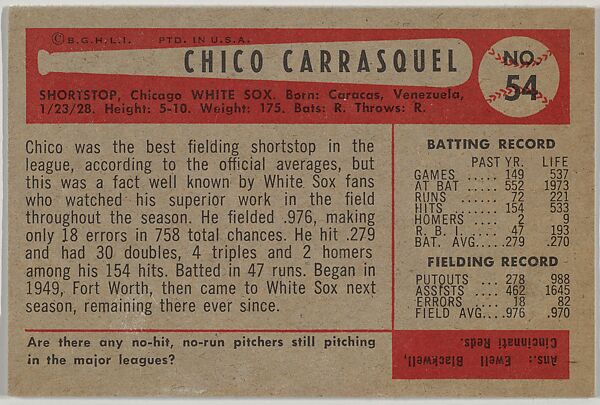 © B.G.H.L.I. PTD. IN U.S.A.
CHICO CARRASQUEL
NO.
54
SHORTSTOP, Chicago WHITE SOX. Born: Caracas, Venezuela,
1/23/28. Height: 5-10. Weight: 175. Bats: R. Throws: R.
Chico was the best fielding shortstop in the
league, according to the official averages, but
this was a fact well known by White Sox fans
who watched his superior work in the field
throughout the season. He fielded .976, making
only 18 errors in 758 total chances. He hit .279
and had 30 doubles, 4 triples and 2 homers
among his 154 hits. Batted in 47 runs. Began in
1949, Fort Worth, then came to White Sox next
season, remaining there ever since.
Are there any no-hit, no-run pitchers still pitching
in the major leagues?
BATTING RECORD
PAST YR. LIFE
GAMES ..... 149 537
AT BAT ..... 552 1973
RUNS ...... 72 221
HITS ...... 154 533
HOMERS .... 2 9
R. B. I. .... 47 193
BAT. AVG.....279 .270
FIELDING RECORD
PUTOUTS ... 278 988
ASSISTS .... 462 1645
ERRORS .... 18 82
FIELD AVG....976 .970
Ans.: Ewell Blackwell,
Cincinnati Reds.